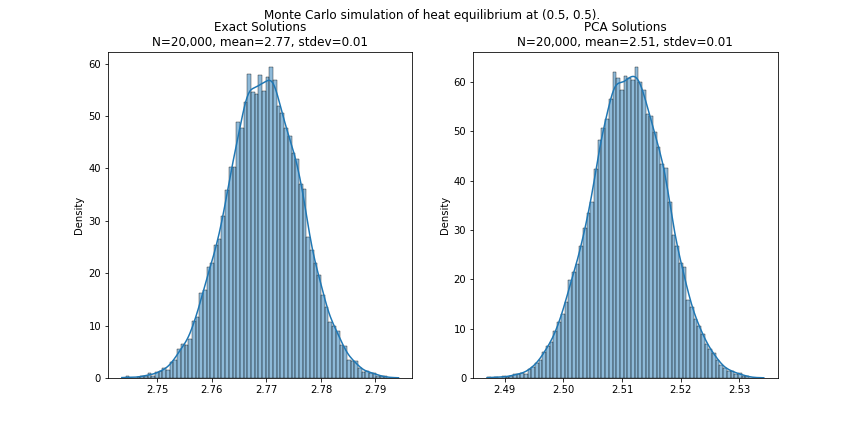 Monte Carlo simulation of heat equilibrium at (0.5, 0.5).
Exact Solutions
N=20,000, mean=2.77, stdev=0.01
60
50
40
30
20
10
0
Density
2.75 2.76 2.77 2.78 2.79
PCA Solutions
N=20,000, mean=2.51, stdev=0.01
60
50
40
30
20
10
0
Density
2.49 2.50 2.51 2.52 2.53